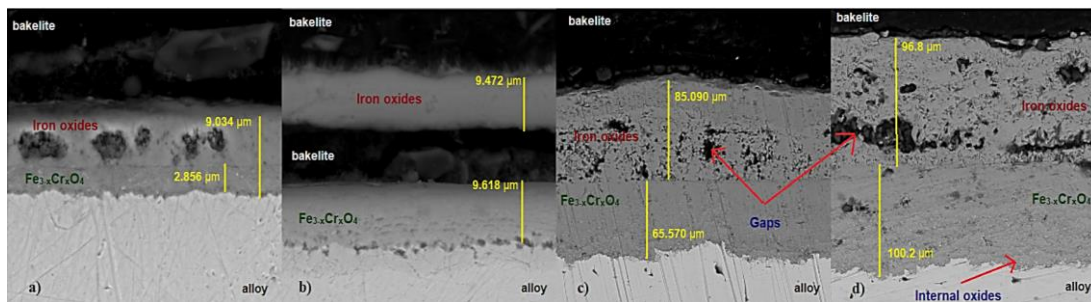 bakelite
Iron oxides
9.034 µm
Fe3-xCrxO4
2.856 µm
a)
alloy
bakelite
9.472 µm
Iron oxides
bakelite
9.618 µm
Fe3-xCrxO4
b)
alloy
bakelite
85.090 µm
Iron oxides
Fe3-xCrxO4
Gaps
65.570 µm
c)
alloy
bakelite
96.8 µm
Iron oxides
Fe3-xCrxO4
100.2 µm
Internal oxides
d)
alloy